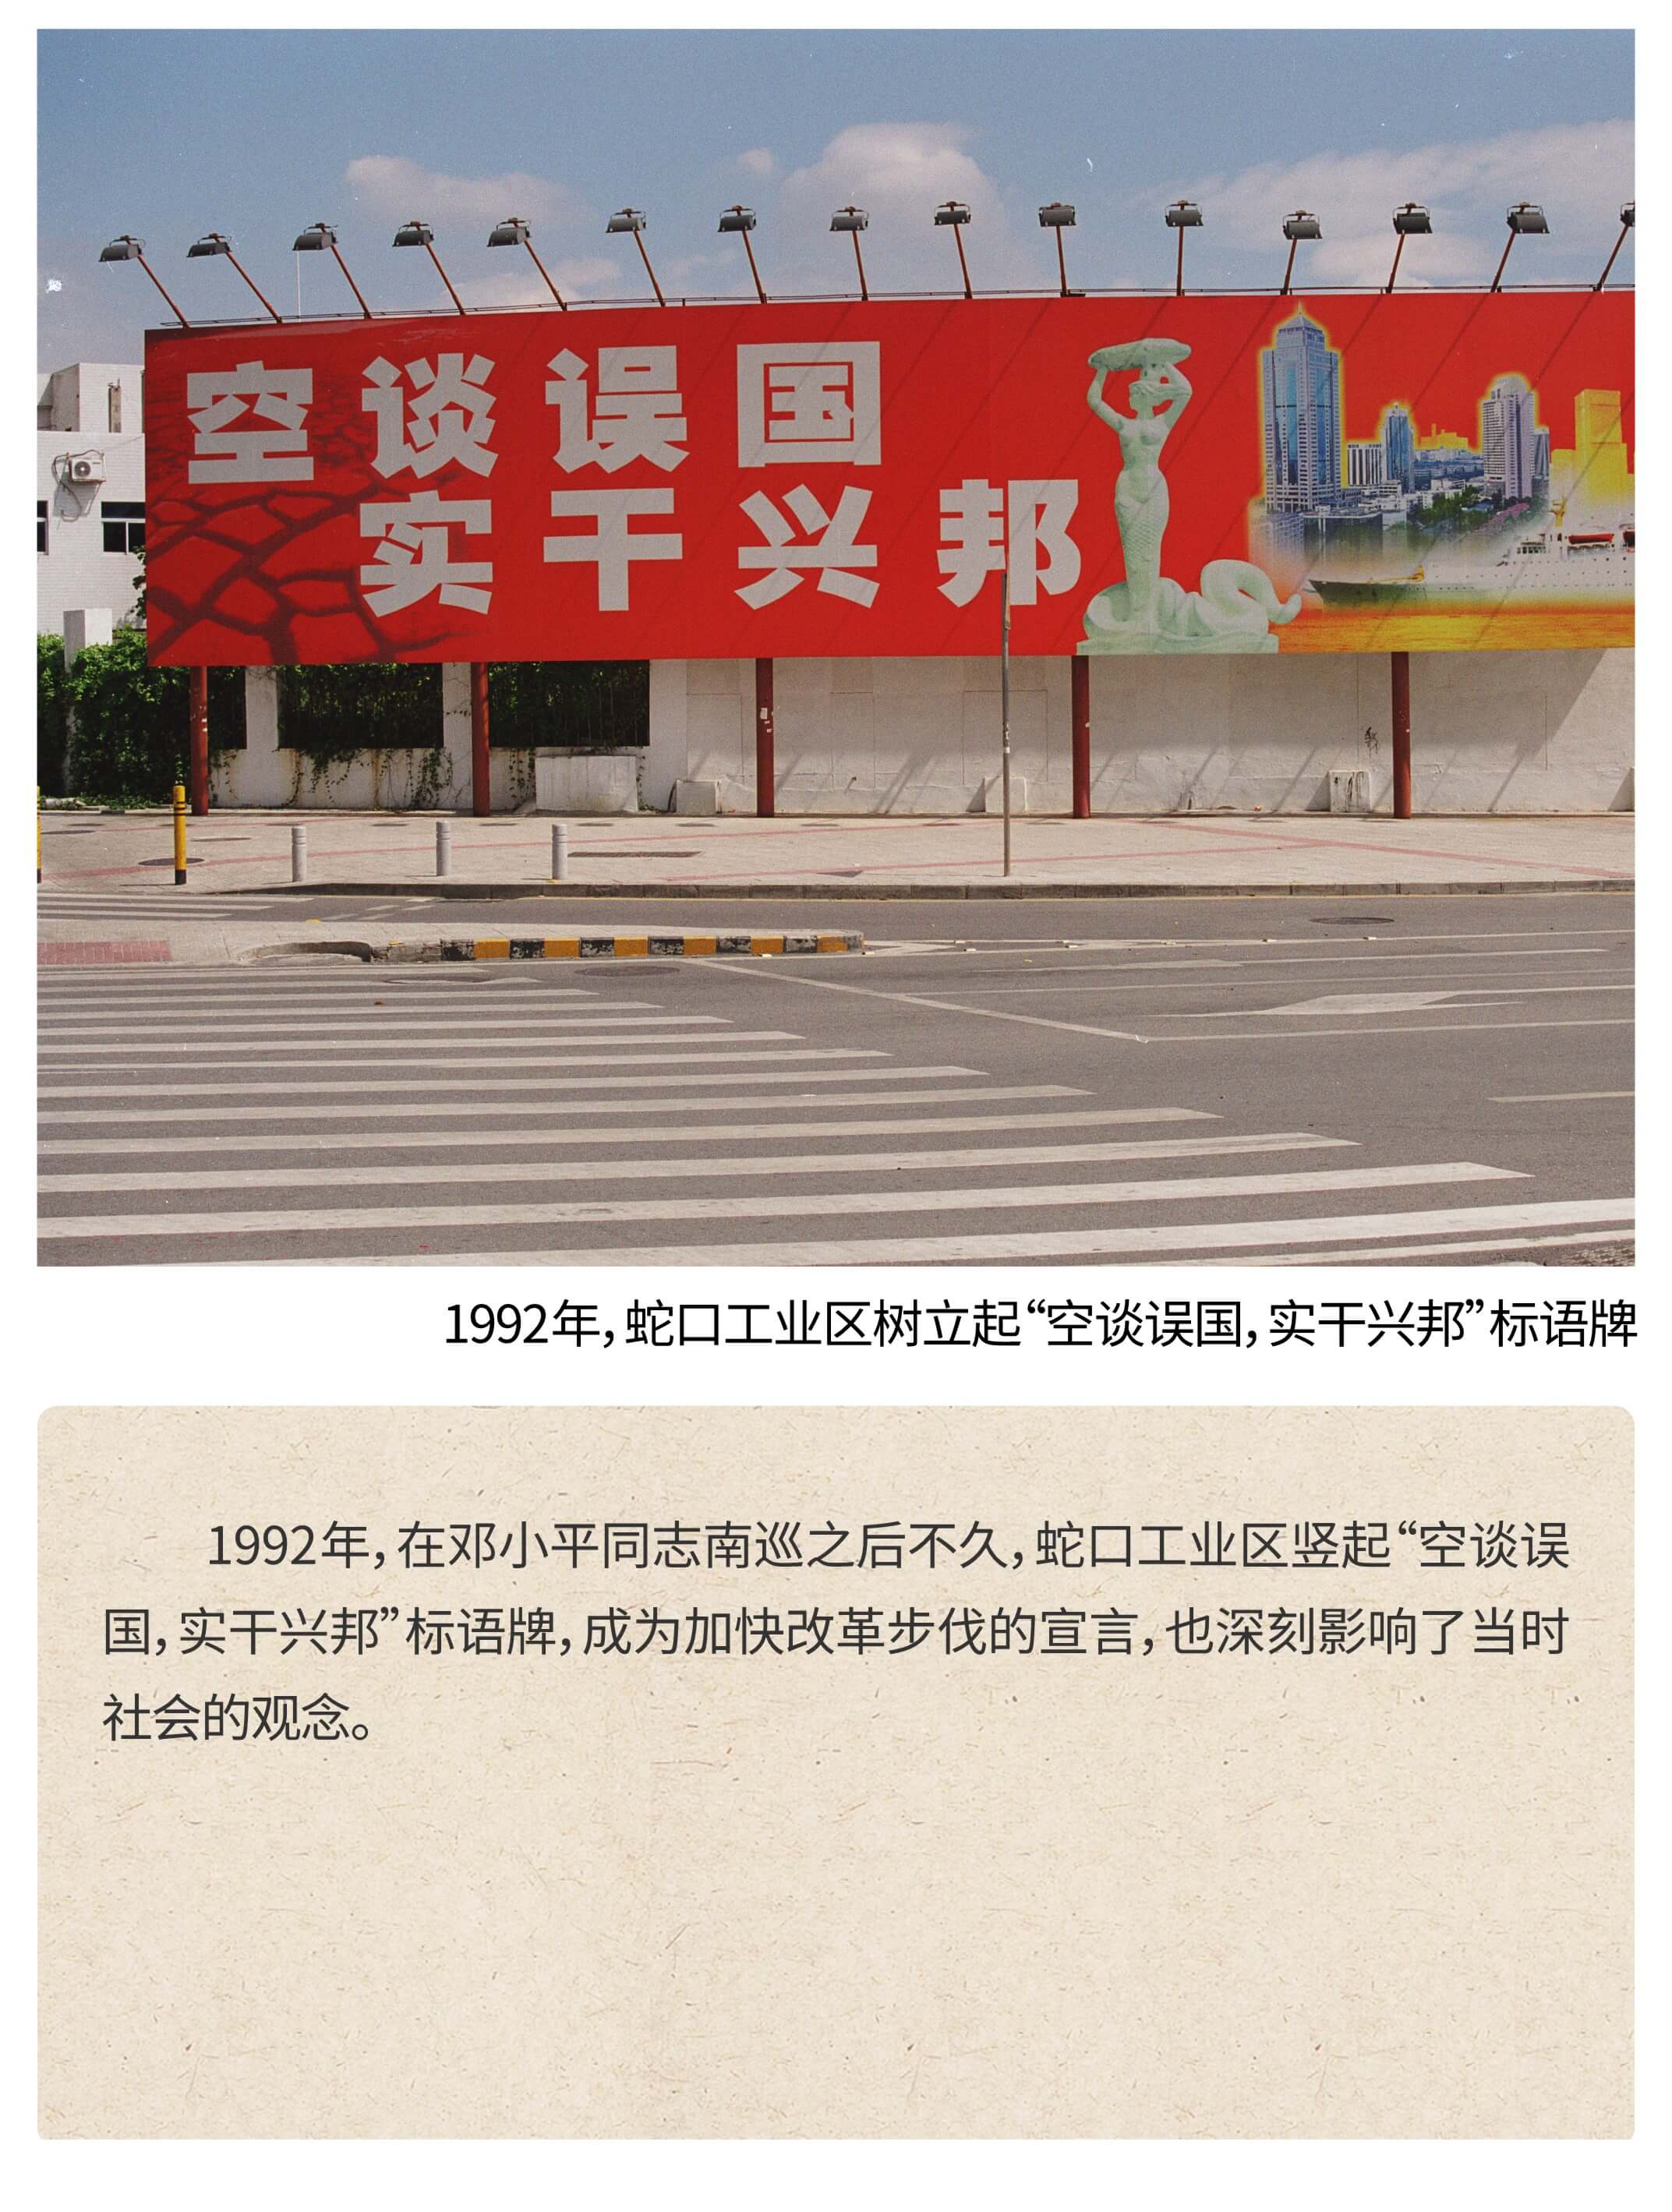 空谈误国
实干兴邦
1992年，蛇口工业区树立起“空谈误国，实干兴邦”标语牌
1992年，在邓小平同志南巡之后不久，蛇口工业区竖起“空谈误
国，实干兴邦”标语牌，成为加快改革步伐的宣言，也深刻影响了当时
社会的观念。